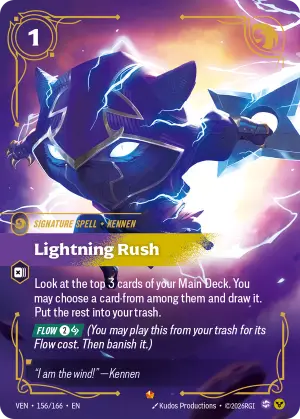 1
SIGNATURE SPELL • KENNEN
Lightning Rush
Look at the top 3 cards of your Main Deck. You
may choose a card from among them and draw it.
Put the rest into your trash.
FLOW 2 (You may play this from your trash for its
Flow cost. Then banish it.)
"I am the wind!" —Kennen
VEN • 156/166 • EN
Kudos Productions • ©2026RGI